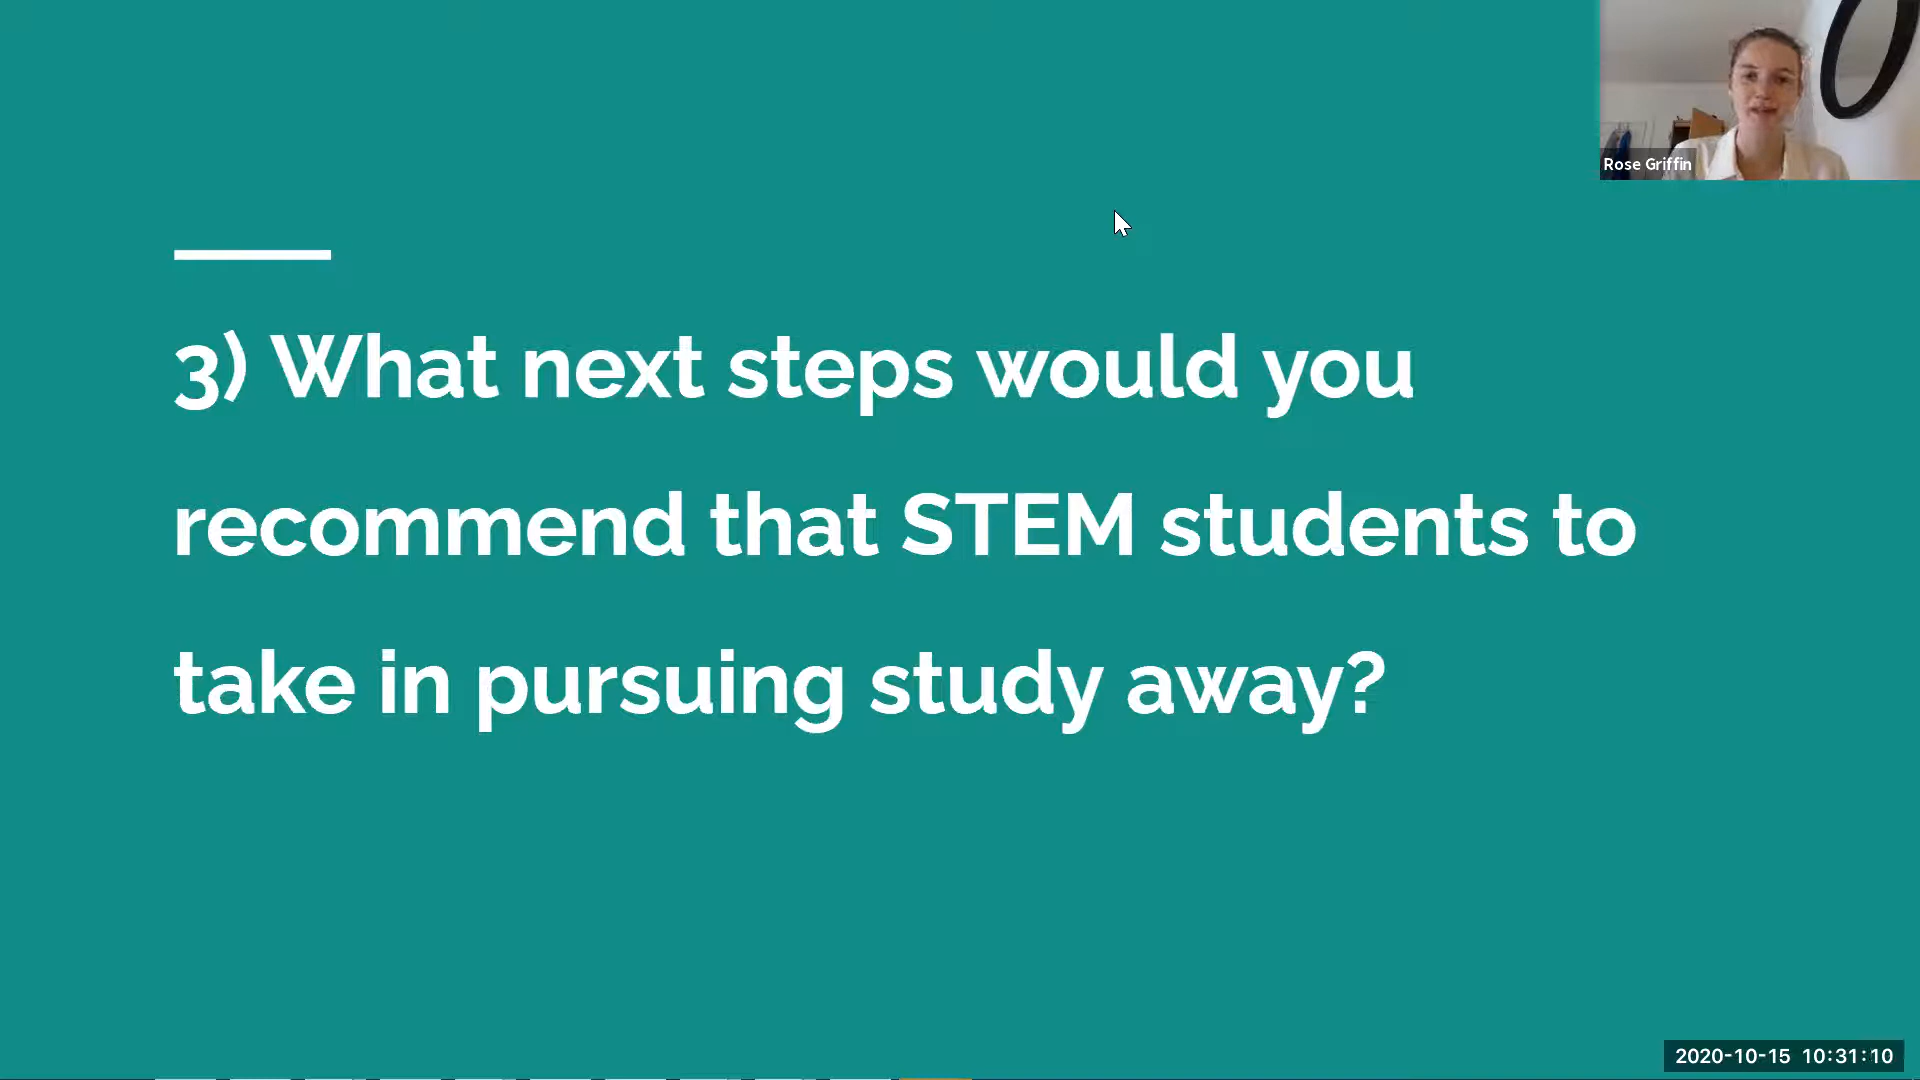 Rose Griffin
3) What next steps would you
recommend that STEM students to
take in pursuing study away?
2020-10-15 10:31:10